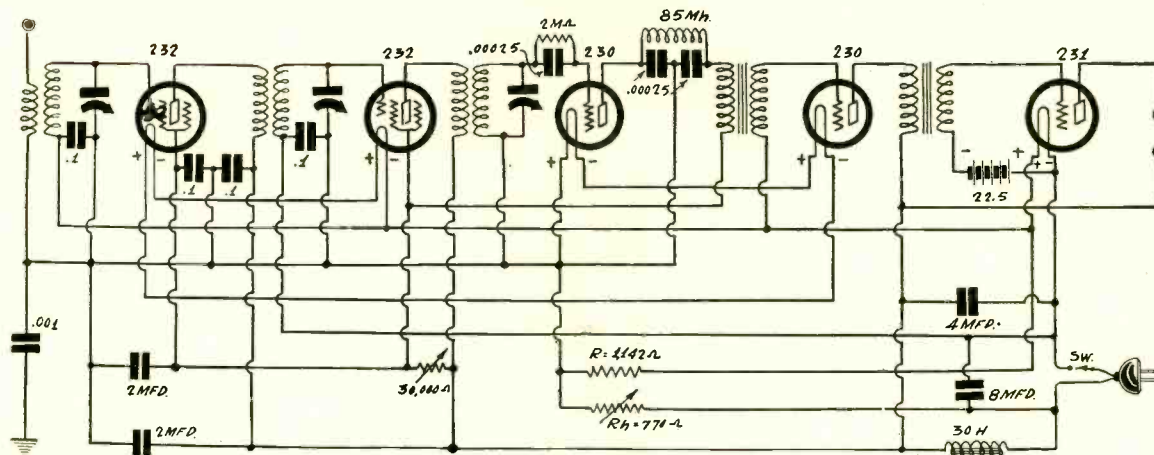 232
232
230
230
231
2MΩ
85Mh.
.00025
.00025
.1
+ -
.1
.1
.1
+ -
+ -
+ -
- +
+ -
22.5
.001
2MFD.
30,000Ω
R=1142Ω
4MFD.
SW.
8MFD.
Rh=770Ω
2MFD.
30H